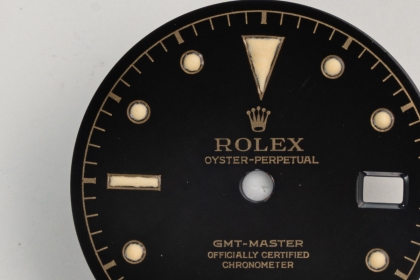 ROLEX
OYSTER-PERPETUAL
GMT-MASTER
OFFICIALLY CERTIFIED
CHRONOMETER